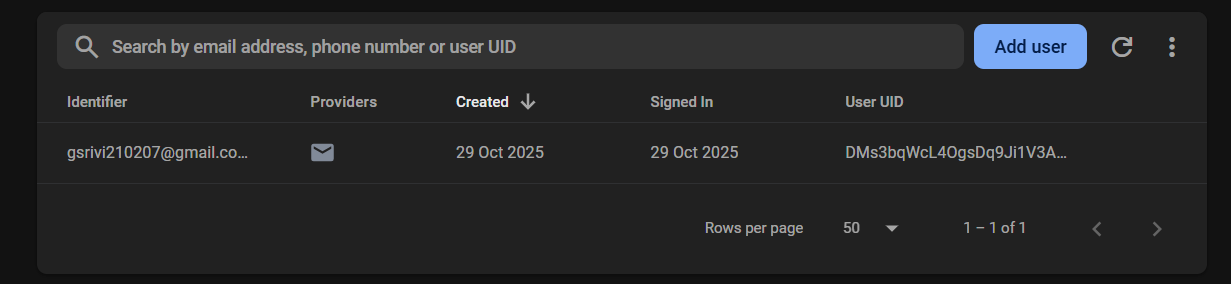 Search by email address, phone number or user UID Add user
Identifier Providers Created Signed In User UID
gsrivi210207@gmail.co… 29 Oct 2025 29 Oct 2025 DMs3bqWcL4OgsDq9Ji1V3A…
Rows per page 50 1 – 1 of 1